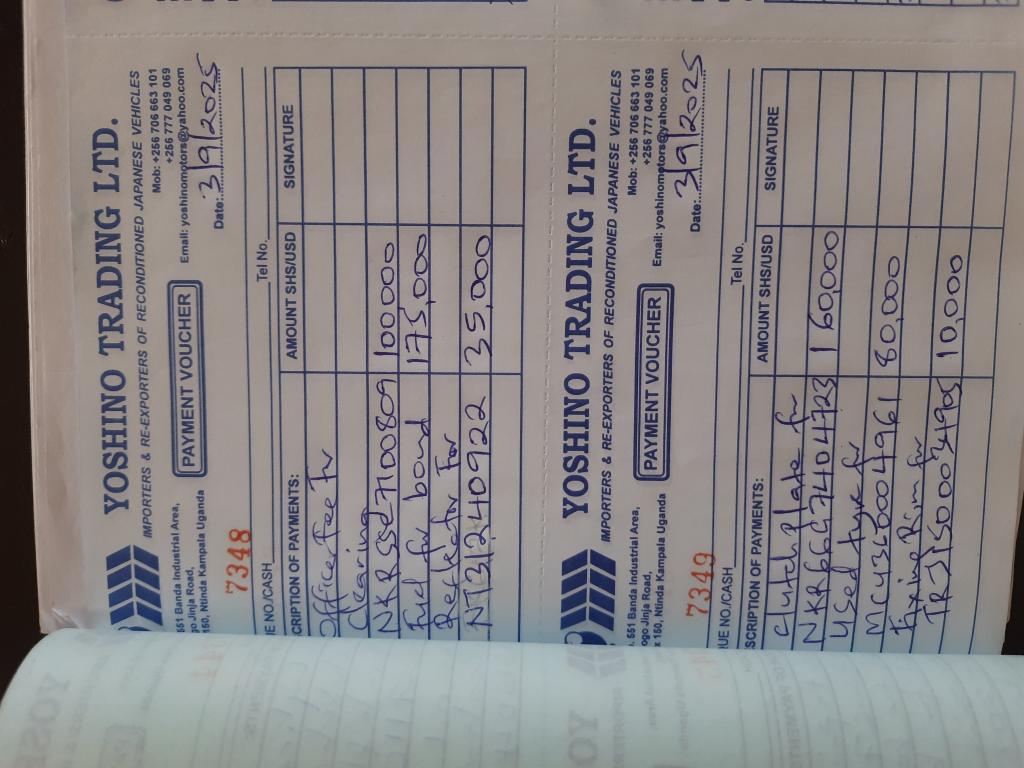 YOSHINO TRADING LTD.
IMPORTERS & RE-EXPORTERS OF RECONDITIONED JAPANESE VEHICLES
551 Banda Industrial Area,
go Jinja Road,
150, Ntinda Kampala Uganda
PAYMENT VOUCHER
Mob: +256 706 663 101
+256 777 049 069
Email: yoshinomotors@yahoo.com
7348
Date: 3/9/2025
UE NO./CASH Tel No.
CRIPTION OF PAYMENTS: AMOUNT SHS/USD SIGNATURE
Office Fee For
Clearing
NKR55E7100809 100000
Fuel for bond 175,000
Reflector For
NT31240922 35,000
YOSHINO TRADING LTD.
IMPORTERS & RE-EXPORTERS OF RECONDITIONED JAPANESE VEHICLES
551 Banda Industrial Area,
go Jinja Road,
150, Ntinda Kampala Uganda
PAYMENT VOUCHER
Mob: +256 706 663 101
+256 777 049 069
Email: yoshinomotors@yahoo.com
7349
Date: 3/9/2025
UE NO./CASH Tel No.
SCRIPTION OF PAYMENTS: AMOUNT SHS/USD SIGNATURE
Clutch plate for
NKR66G7404723 160,000
Used tyre for
MCU360004961 80,000
Fixing Rim for
10,000